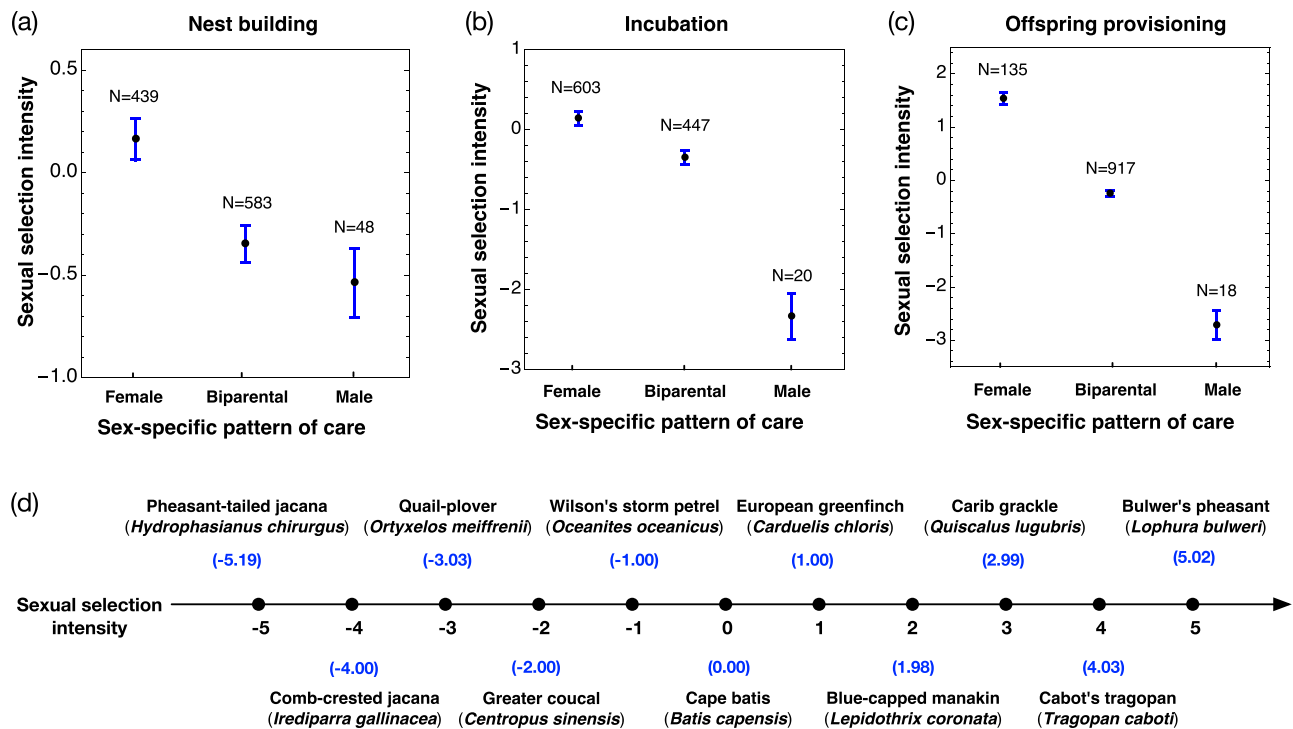 (a)
Nest building
Sexual selection intensity
0.5
0.0
−0.5
−1.0
N=439
N=583
N=48
Female
Biparental
Male
Sex-specific pattern of care
(b)
Incubation
Sexual selection intensity
1
0
−1
−2
−3
N=603
N=447
N=20
Female
Biparental
Male
Sex-specific pattern of care
(c)
Offspring provisioning
Sexual selection intensity
2
1
0
−1
−2
−3
N=135
N=917
N=18
Female
Biparental
Male
Sex-specific pattern of care
(d)
Pheasant-tailed jacana
(Hydrophasianus chirurgus)
(-5.19)
Quail-plover
(Ortyxelos meiffrenii)
(-3.03)
Wilson's storm petrel
(Oceanites oceanicus)
(-1.00)
European greenfinch
(Carduelis chloris)
(1.00)
Carib grackle
(Quiscalus lugubris)
(2.99)
Bulwer's pheasant
(Lophura bulweri)
(5.02)
Sexual selection
intensity
-5 -4 -3 -2 -1 0 1 2 3 4 5
(-4.00)
Comb-crested jacana
(Irediparra gallinacea)
(-2.00)
Greater coucal
(Centropus sinensis)
(0.00)
Cape batis
(Batis capensis)
(1.98)
Blue-capped manakin
(Lepidothrix coronata)
(4.03)
Cabot's tragopan
(Tragopan caboti)